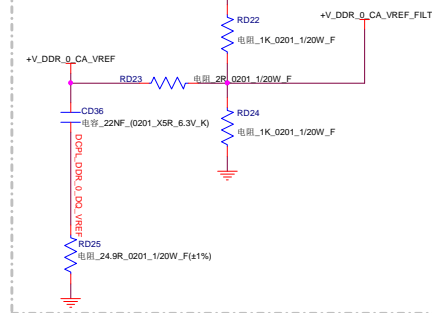 RD22
电阻_1K_0201_1/20W_F
+V_DDR_0_CA_VREF_FILT
+V_DDR_0_CA_VREF
RD23
电阻_2R_0201_1/20W_F
CD36
电容_22NF_(0201_X5R_6.3V_K)
RD24
电阻_1K_0201_1/20W_F
DCPL_DDR_0_DQ_VREF
RD25
电阻_24.9R_0201_1/20W_F(±1%)